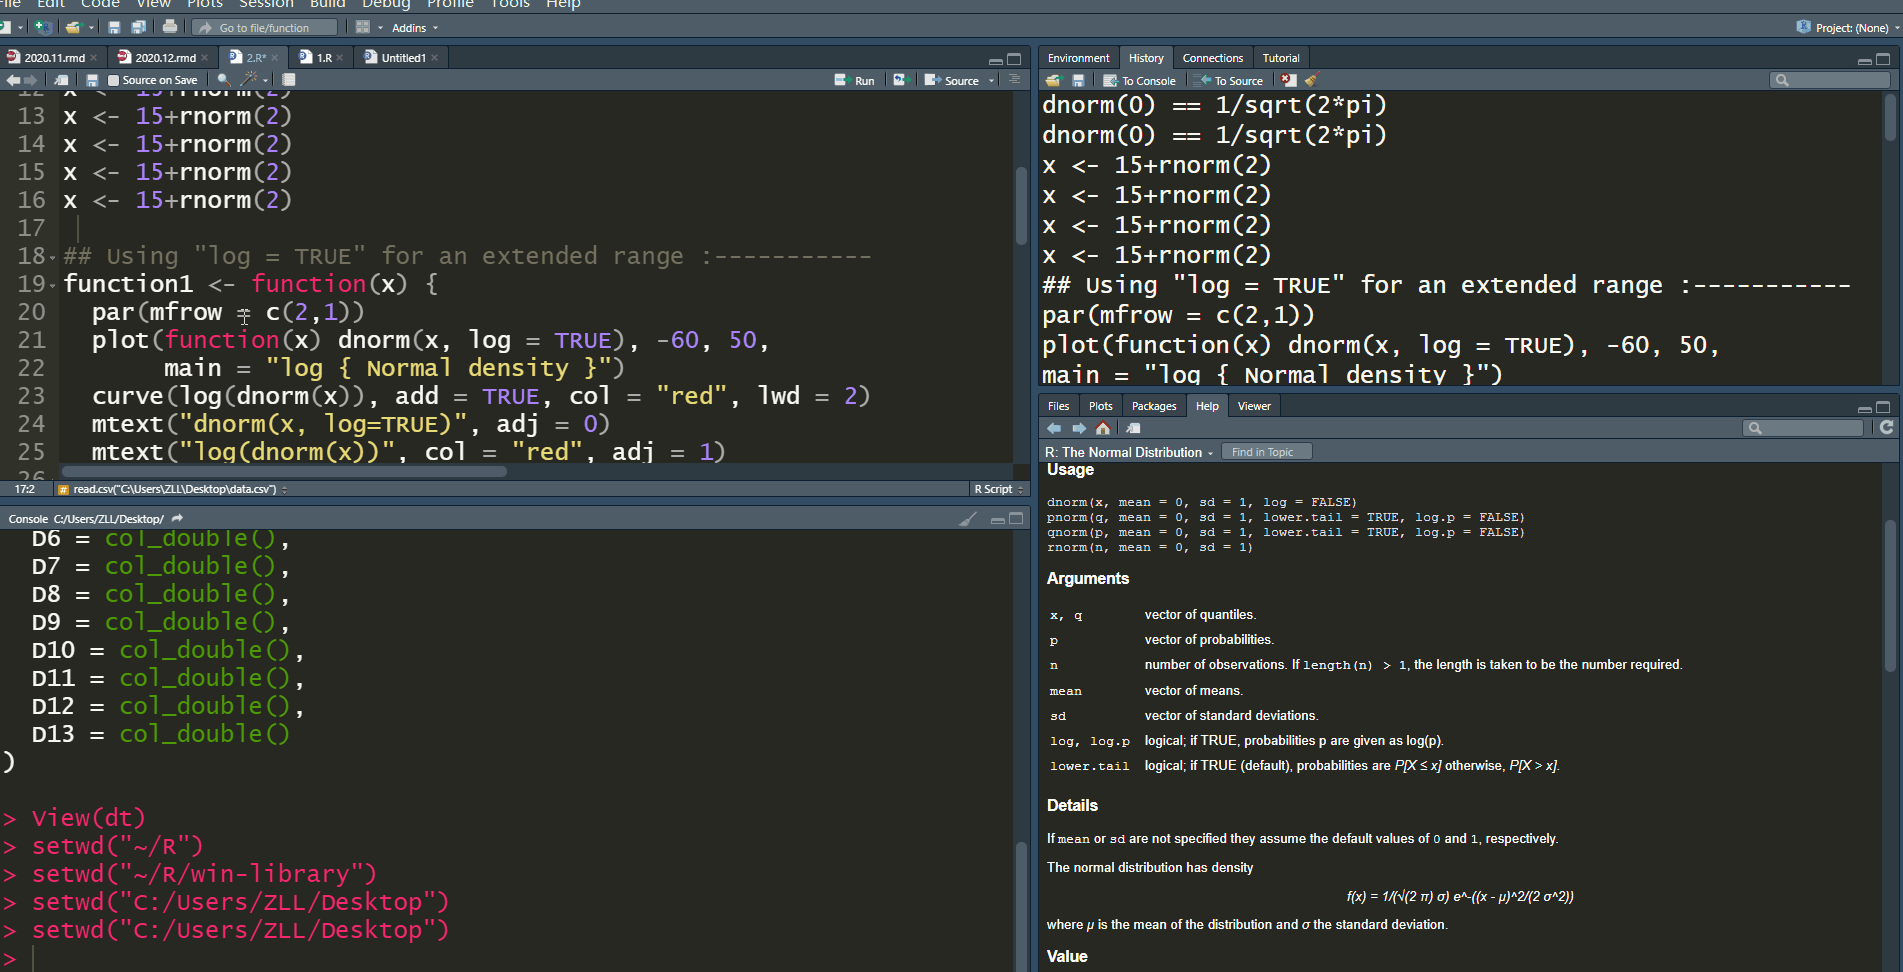 File Edit Code View Plots Session Build Debug Profile Tools Help
Go to file/function Addins Project: (None)
2020.11.rmd 2020.12.rmd 2.R* 1.R Untitled1
Source on Save Run Source
12 x <- 15+rnorm(2)
13 x <- 15+rnorm(2)
14 x <- 15+rnorm(2)
15 x <- 15+rnorm(2)
16 x <- 15+rnorm(2)
17
18 ## Using "log = TRUE" for an extended range :-----------
19 function1 <- function(x) {
20 par(mfrow = c(2,1))
21 plot(function(x) dnorm(x, log = TRUE), -60, 50,
22 main = "log { Normal density }")
23 curve(log(dnorm(x)), add = TRUE, col = "red", lwd = 2)
24 mtext("dnorm(x, log=TRUE)", adj = 0)
25 mtext("log(dnorm(x))", col = "red", adj = 1)
26
17:2 # read.csv("C:\Users\ZLL\Desktop\data.csv") R Script
Console C:/Users/ZLL/Desktop/
D6 = col_double(),
D7 = col_double(),
D8 = col_double(),
D9 = col_double(),
D10 = col_double(),
D11 = col_double(),
D12 = col_double(),
D13 = col_double()
)
> View(dt)
> setwd("~/R")
> setwd("~/R/win-library")
> setwd("C:/Users/ZLL/Desktop")
> setwd("C:/Users/ZLL/Desktop")
>
Environment History Connections Tutorial
To Console To Source
dnorm(0) == 1/sqrt(2*pi)
dnorm(0) == 1/sqrt(2*pi)
x <- 15+rnorm(2)
x <- 15+rnorm(2)
x <- 15+rnorm(2)
x <- 15+rnorm(2)
## Using "log = TRUE" for an extended range :-----------
par(mfrow = c(2,1))
plot(function(x) dnorm(x, log = TRUE), -60, 50,
main = "log { Normal density }")
Files Plots Packages Help Viewer
R: The Normal Distribution Find in Topic
Usage
dnorm(x, mean = 0, sd = 1, log = FALSE)
pnorm(q, mean = 0, sd = 1, lower.tail = TRUE, log.p = FALSE)
qnorm(p, mean = 0, sd = 1, lower.tail = TRUE, log.p = FALSE)
rnorm(n, mean = 0, sd = 1)
Arguments
x, q vector of quantiles.
p vector of probabilities.
n number of observations. If length(n) > 1, the length is taken to be the number required.
mean vector of means.
sd vector of standard deviations.
log, log.p logical; if TRUE, probabilities p are given as log(p).
lower.tail logical; if TRUE (default), probabilities are P[X ≤ x] otherwise, P[X > x].
Details
If mean or sd are not specified they assume the default values of 0 and 1, respectively.
The normal distribution has density
f(x) = 1/(√(2 π) σ) e^-((x - μ)^2/(2 σ^2))
where μ is the mean of the distribution and σ the standard deviation.
Value